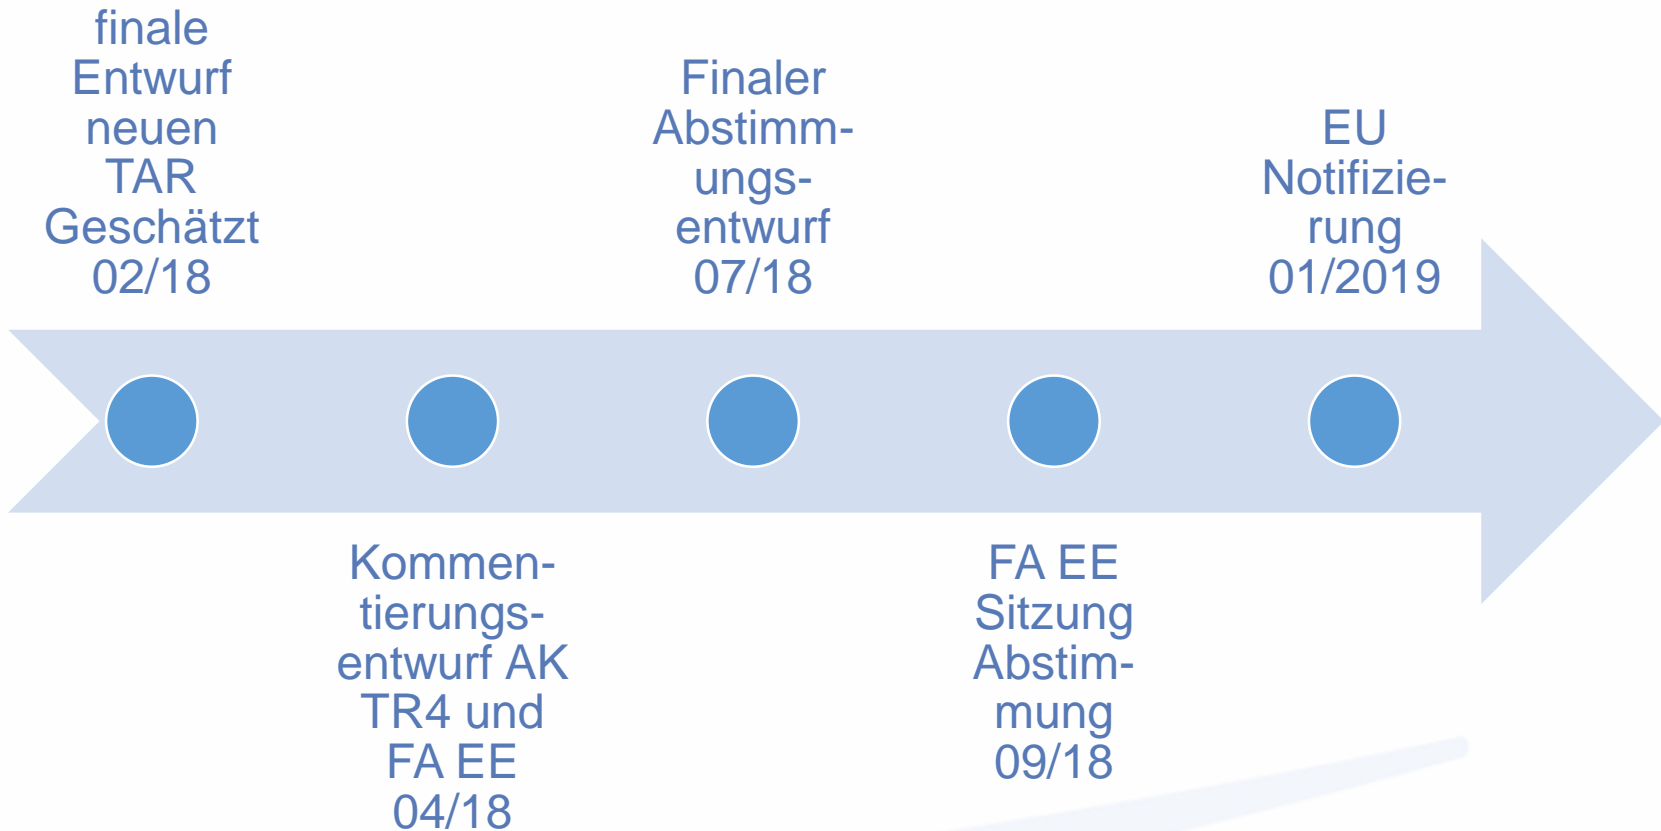 finale
Entwurf
neuen
TAR
Geschätzt
02/18
Kommen-
tierungs-
entwurf AK
TR4 und
FA EE
04/18
Finaler
Abstimm-
ungs-
entwurf
07/18
FA EE
Sitzung
Abstim-
mung
09/18
EU
Notifizie-
rung
01/2019